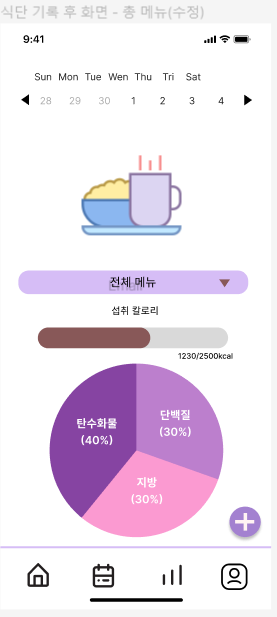 식단 기록 후 화면 - 총 메뉴(수정)
9:41
Sun Mon Tue Wen Thu Tri Sat
28 29 30 1 2 3 4
전체 메뉴
섭취 칼로리
1230/2500kcal
탄수화물
(40%)
단백질
(30%)
지방
(30%)